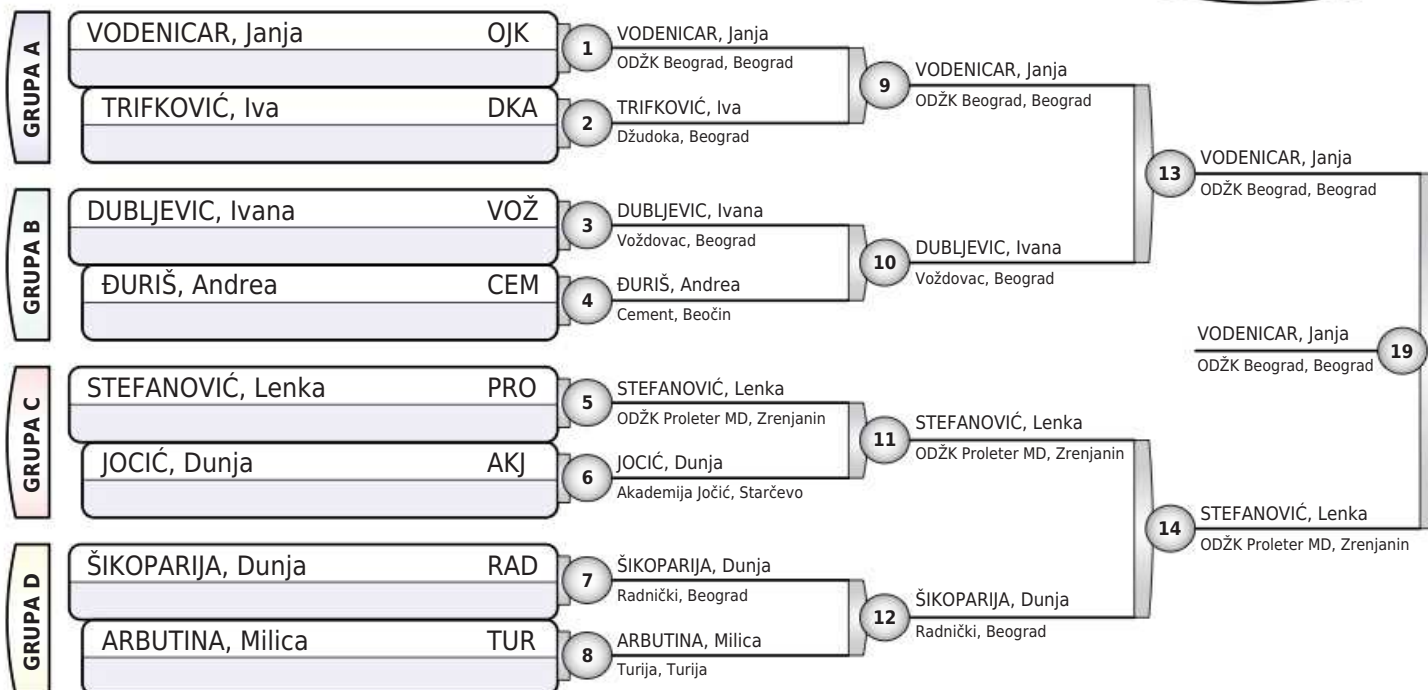 GRUPA A
VODENICAR, Janja OJK
TRIFKOVIĆ, Iva DKA
GRUPA B
DUBLJEVIC, Ivana VOŽ
ĐURIŠ, Andrea CEM
GRUPA C
STEFANOVIĆ, Lenka PRO
JOCIĆ, Dunja AKJ
GRUPA D
ŠIKOPARIJA, Dunja RAD
ARBUTINA, Milica TUR
1
VODENICAR, Janja
ODŽK Beograd, Beograd
2
TRIFKOVIĆ, Iva
Džudoka, Beograd
3
DUBLJEVIC, Ivana
Voždovac, Beograd
4
ĐURIŠ, Andrea
Cement, Beočin
5
STEFANOVIĆ, Lenka
ODŽK Proleter MD, Zrenjanin
6
JOCIĆ, Dunja
Akademija Jočić, Starčevo
7
ŠIKOPARIJA, Dunja
Radnički, Beograd
8
ARBUTINA, Milica
Turija, Turija
9
VODENICAR, Janja
ODŽK Beograd, Beograd
10
DUBLJEVIC, Ivana
Voždovac, Beograd
11
STEFANOVIĆ, Lenka
ODŽK Proleter MD, Zrenjanin
12
ŠIKOPARIJA, Dunja
Radnički, Beograd
13
VODENICAR, Janja
ODŽK Beograd, Beograd
14
STEFANOVIĆ, Lenka
ODŽK Proleter MD, Zrenjanin
VODENICAR, Janja
ODŽK Beograd, Beograd
19